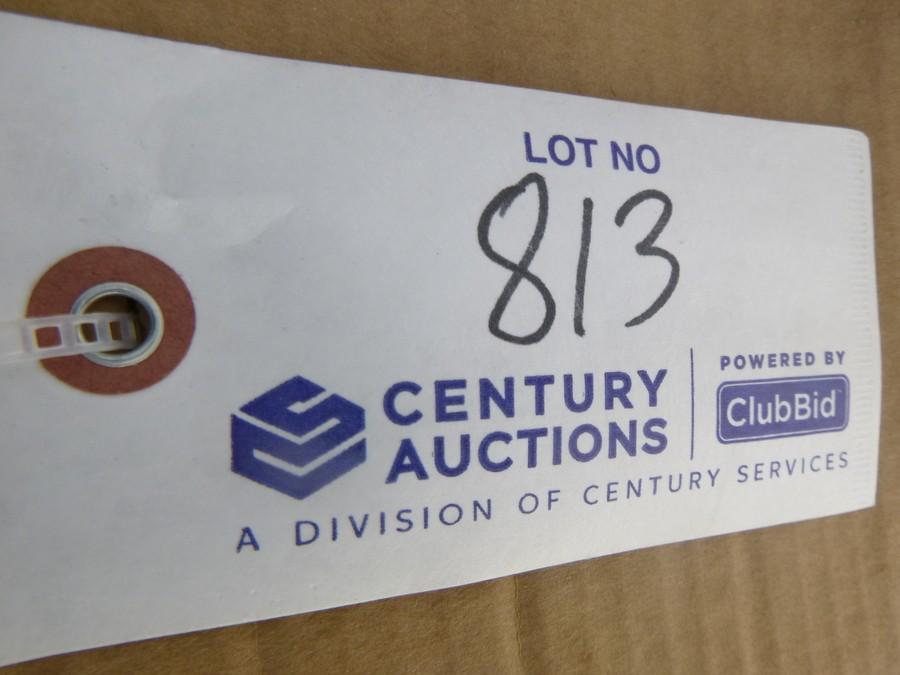 LOT NO
813
CENTURY
AUCTIONS
POWERED BY
ClubBid
A DIVISION OF CENTURY SERVICES